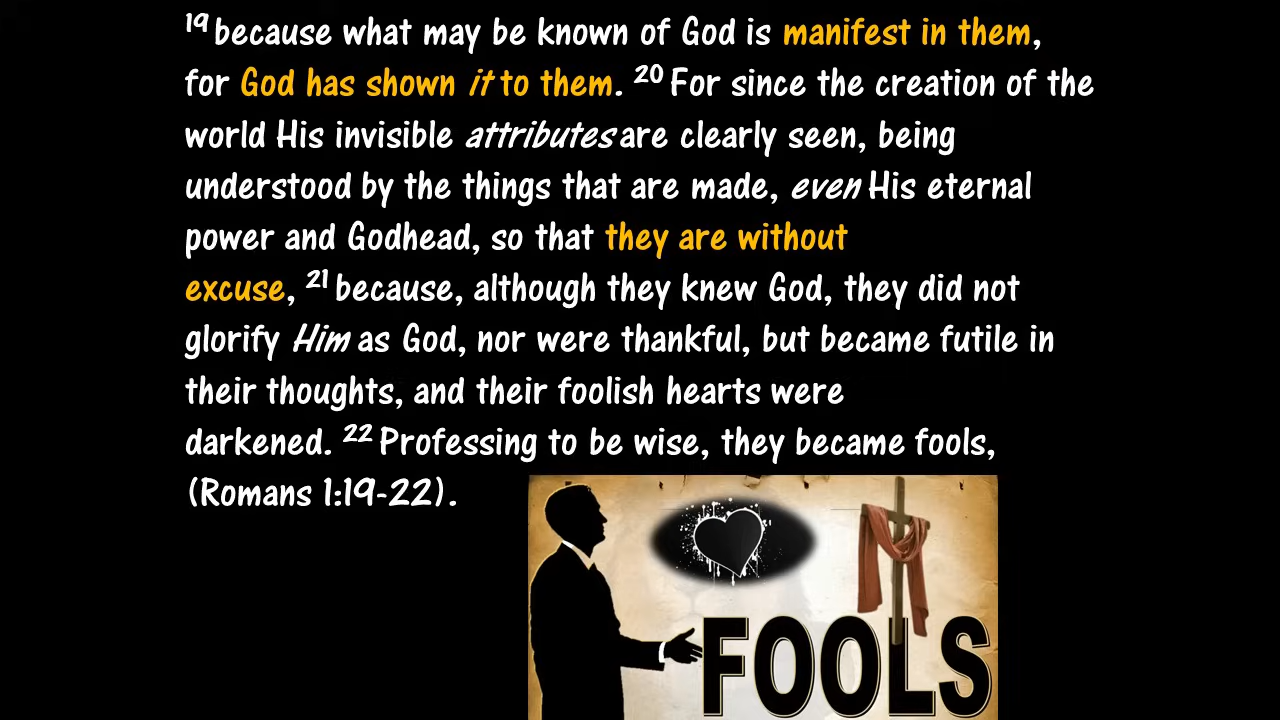 19 because what may be known of God is manifest in them,
for God has shown it to them. 20 For since the creation of the
world His invisible attributes are clearly seen, being
understood by the things that are made, even His eternal
power and Godhead, so that they are without
excuse, 21 because, although they knew God, they did not
glorify Him as God, nor were thankful, but became futile in
their thoughts, and their foolish hearts were
darkened. 22 Professing to be wise, they became fools,
(Romans 1:19-22).
FOOLS